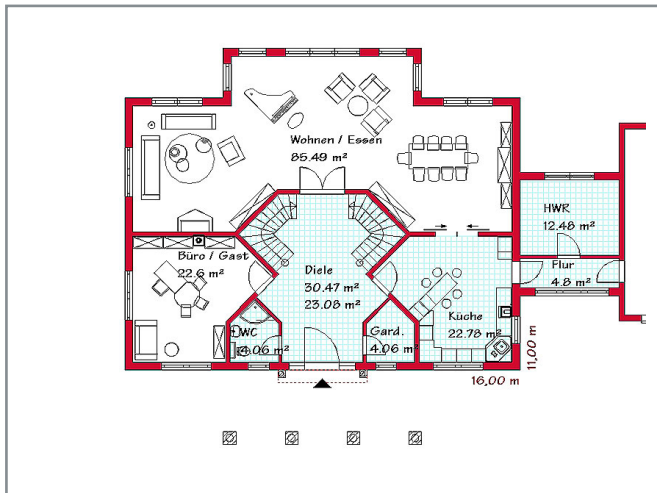 Wohnen / Essen
85.49 m²
HWR
12.48 m²
Büro / Gast
22.6 m²
Diele
30.47 m²
23.08 m²
Flur
4.8 m²
Küche
22.78 m²
WC
4.06 m²
Gard.
4.06 m²
11,00 m
16,00 m